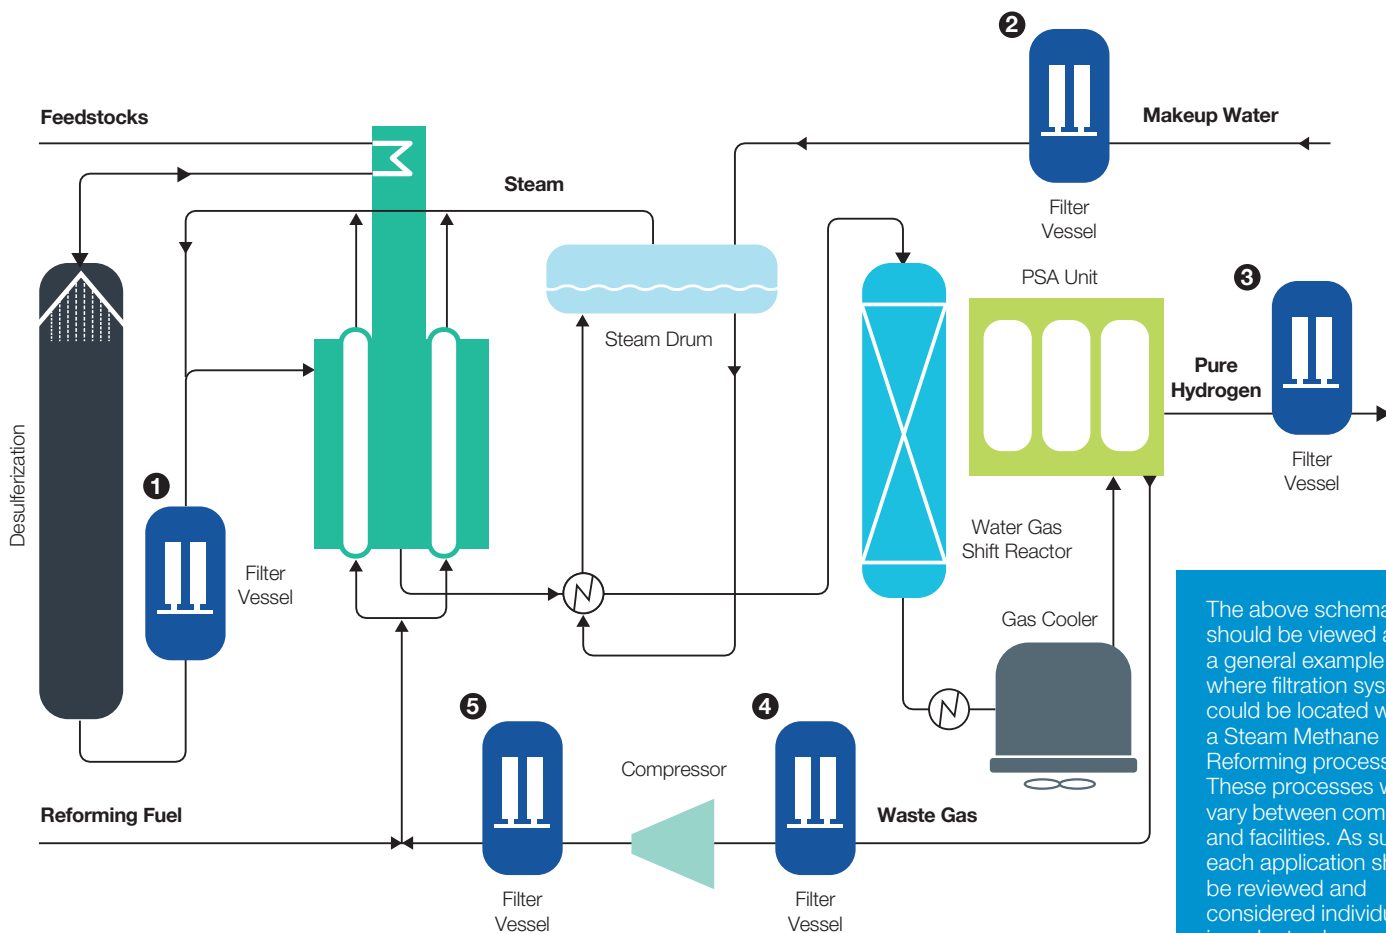 2
Feedstocks
Makeup Water
Steam
Filter
Vessel
PSA Unit
3
Steam Drum
Pure
Hydrogen
Desulferization
1
Filter
Vessel
Filter
Vessel
Water Gas
Shift Reactor
Gas Cooler
The above schema
should be viewed a
a general example
where filtration sys
could be located w
a Steam Methane
Reforming process
These processes w
vary between com
and facilities. As su
each application sh
be reviewed and
considered individu
5
4
Compressor
Reforming Fuel
Waste Gas
Filter
Vessel
Filter
Vessel